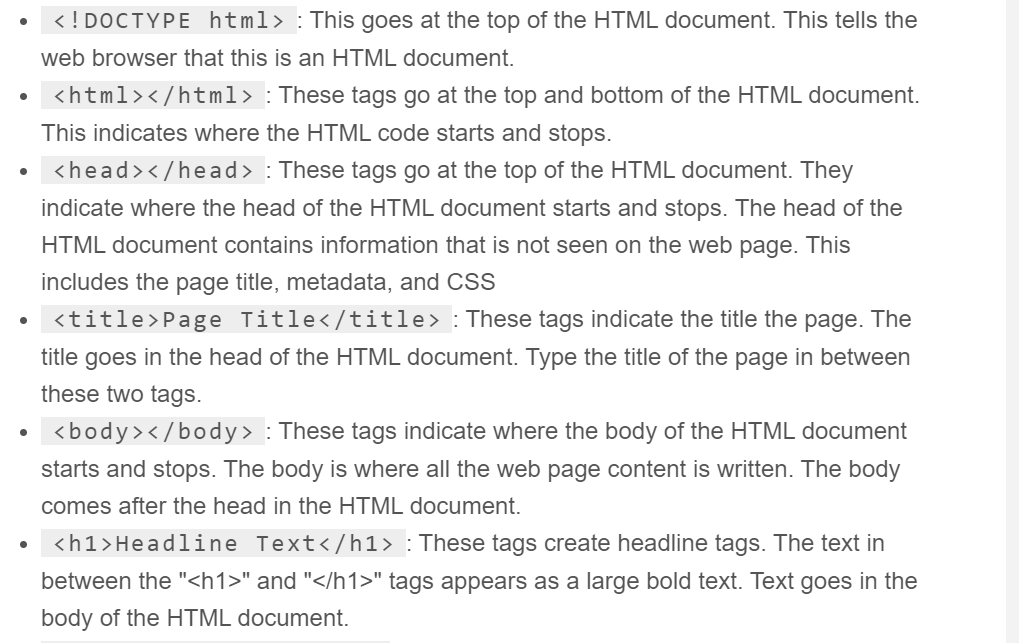 • <!DOCTYPE html> : This goes at the top of the HTML document. This tells the
web browser that this is an HTML document.
• <html></html> : These tags go at the top and bottom of the HTML document.
This indicates where the HTML code starts and stops.
• <head></head> : These tags go at the top of the HTML document. They
indicate where the head of the HTML document starts and stops. The head of the
HTML document contains information that is not seen on the web page. This
includes the page title, metadata, and CSS
• <title>Page Title</title> : These tags indicate the title the page. The
title goes in the head of the HTML document. Type the title of the page in between
these two tags.
• <body></body> : These tags indicate where the body of the HTML document
starts and stops. The body is where all the web page content is written. The body
comes after the head in the HTML document.
• <h1>Headline Text</h1> : These tags create headline tags. The text in
between the "<h1>" and "</h1>" tags appears as a large bold text. Text goes in the
body of the HTML document.